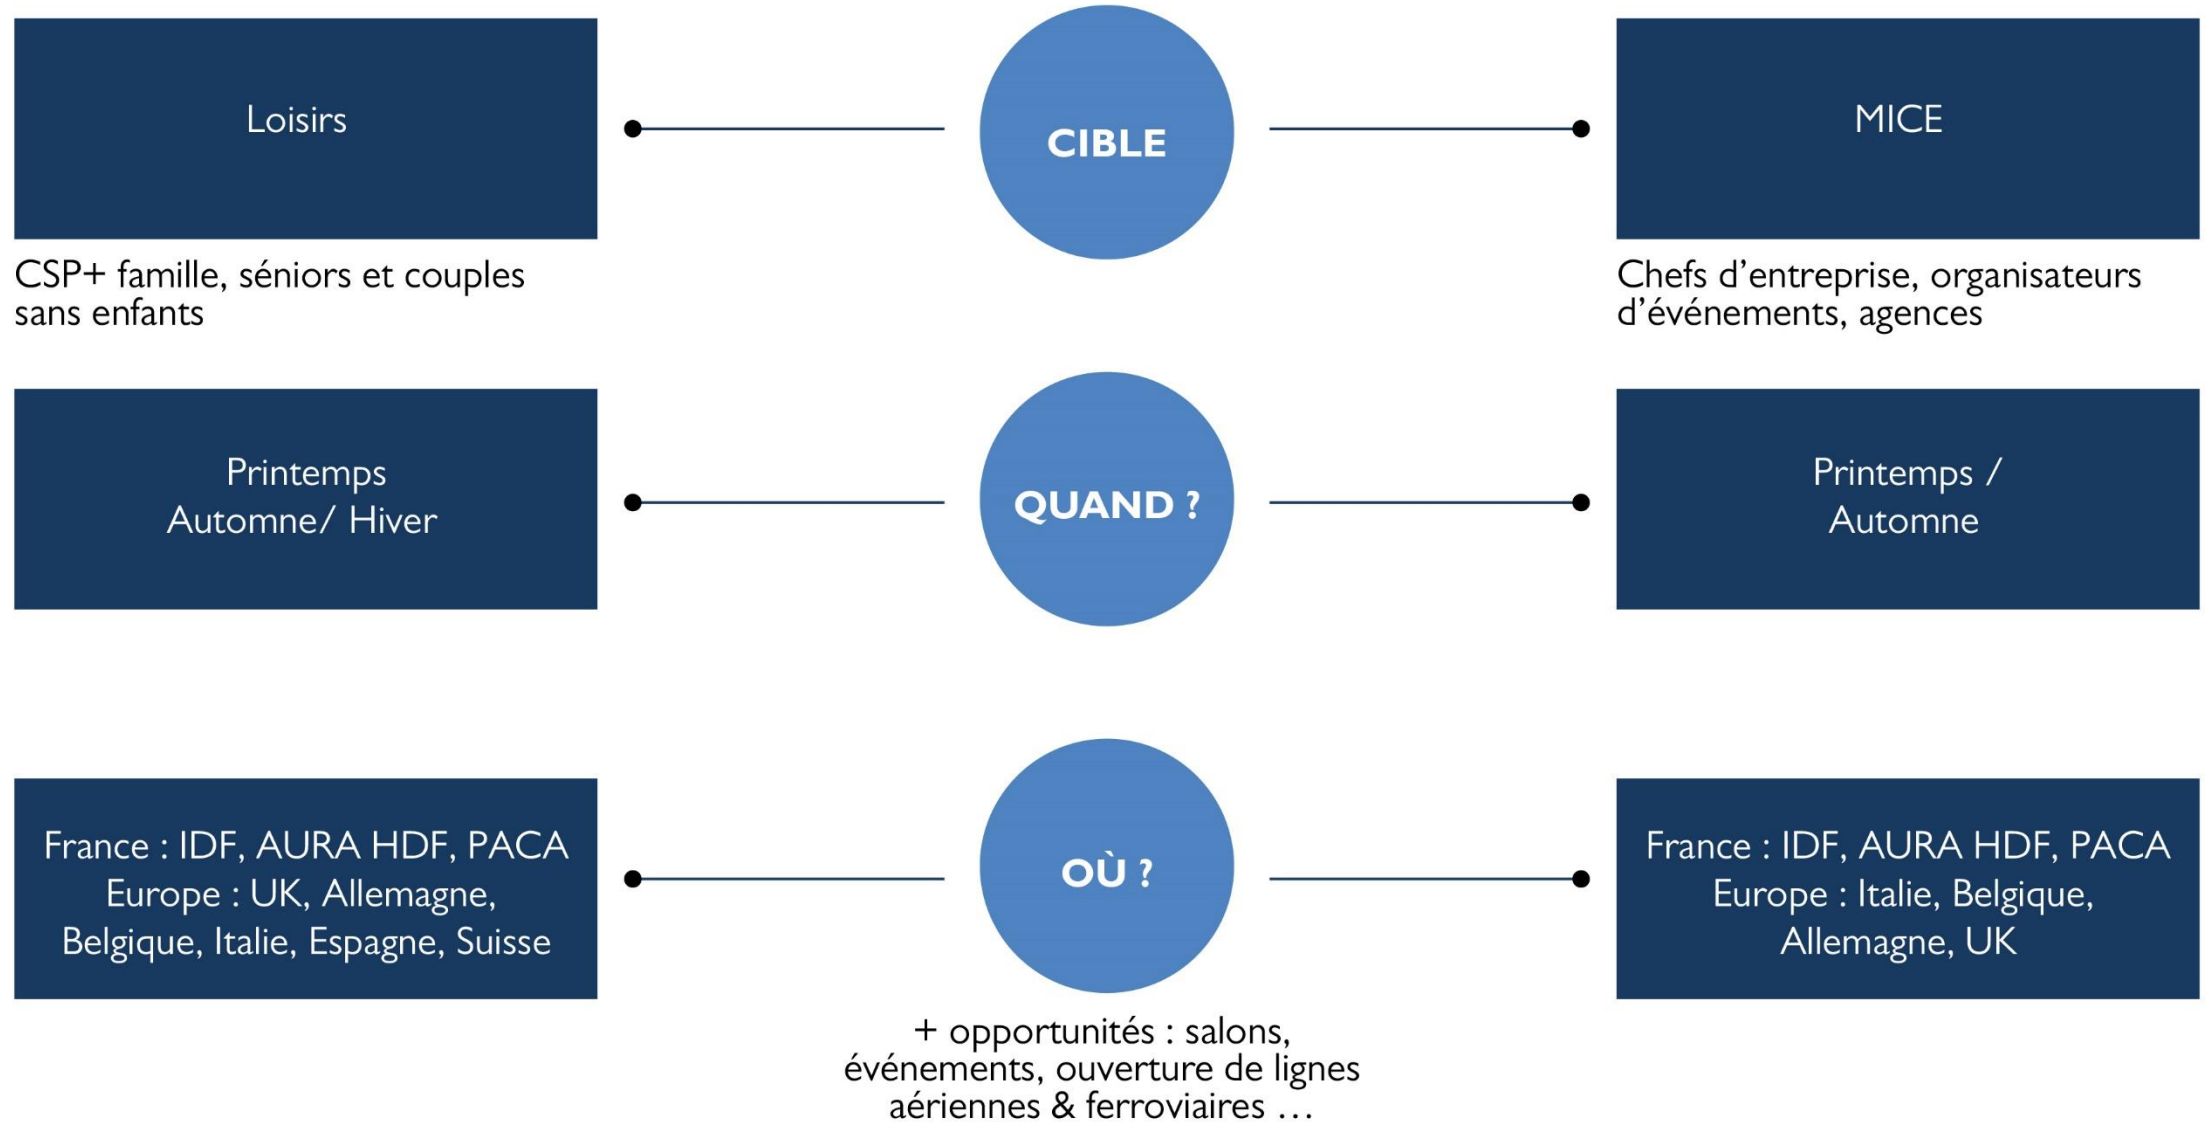 Loisirs
CIBLE
MICE
CSP+ famille, séniors et couples
sans enfants
Chefs d’entreprise, organisateurs
d’événements, agences
Printemps
Automne/ Hiver
QUAND ?
Printemps /
Automne
France : IDF, AURA HDF, PACA
Europe : UK, Allemagne,
Belgique, Italie, Espagne, Suisse
OÙ ?
France : IDF, AURA HDF, PACA
Europe : Italie, Belgique,
Allemagne, UK
+ opportunités : salons,
événements, ouverture de lignes
aériennes & ferroviaires …